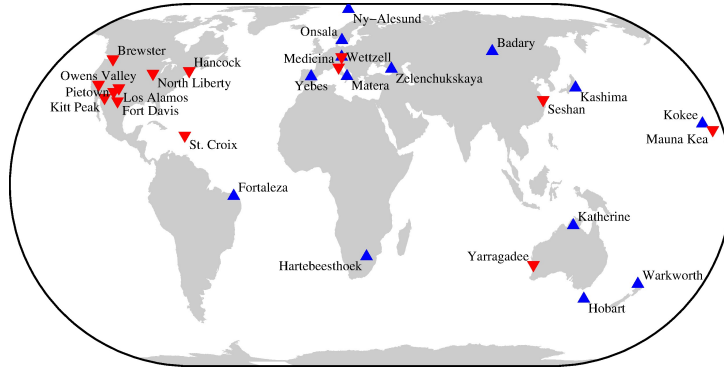 Ny-Alesund
Onsala
Badary
Brewster
Hancock
Medicina
Wettzell
Owens Valley
North Liberty
Zelenchukskaya
Yebes
Matera
Pietown
Los Alamos
Kashima
Kitt Peak
Fort Davis
Seshan
Kokee
Mauna Kea
St. Croix
Fortaleza
Katherine
Hartebeesthoek
Yarragadee
Warkworth
Hobart